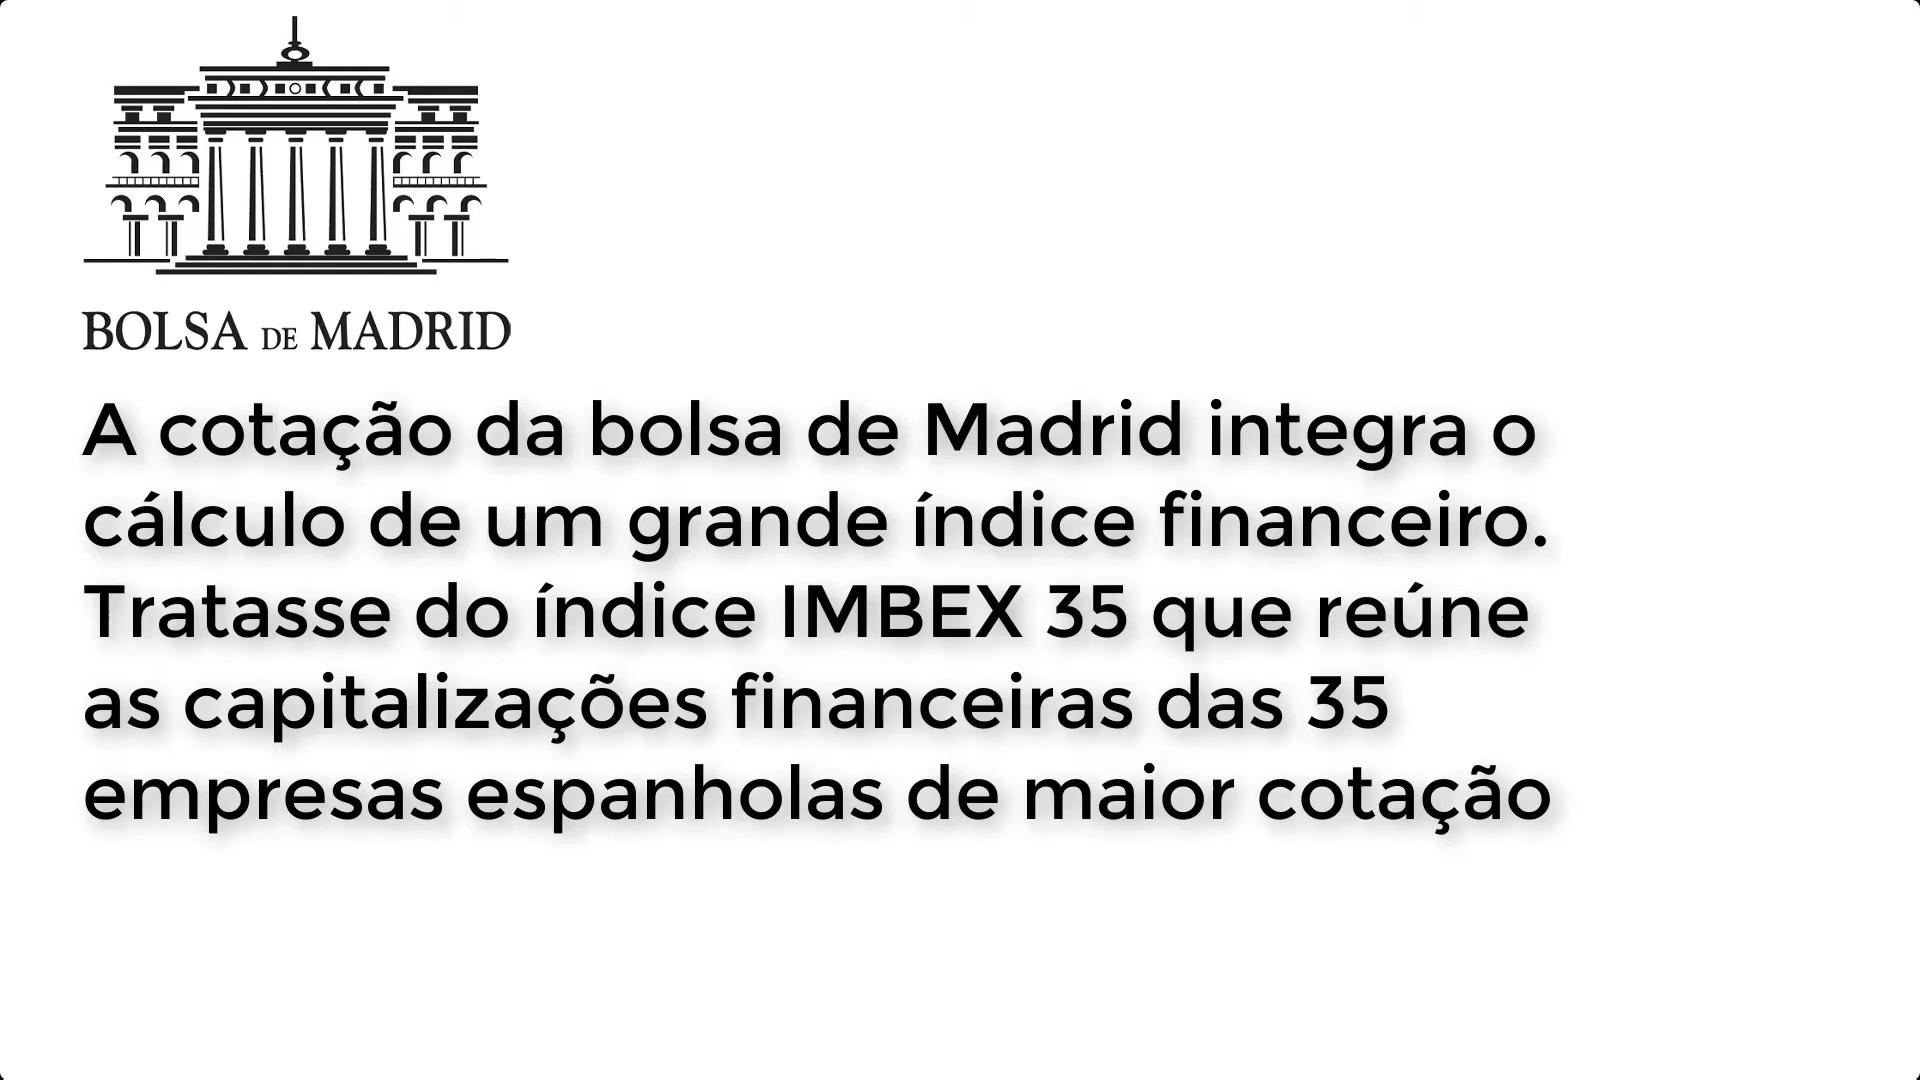 BOLSA DE MADRID
A cotação da bolsa de Madrid integra o
cálculo de um grande índice financeiro.
Tratasse do índice IMBEX 35 que reúne
as capitalizações financeiras das 35
empresas espanholas de maior cotação